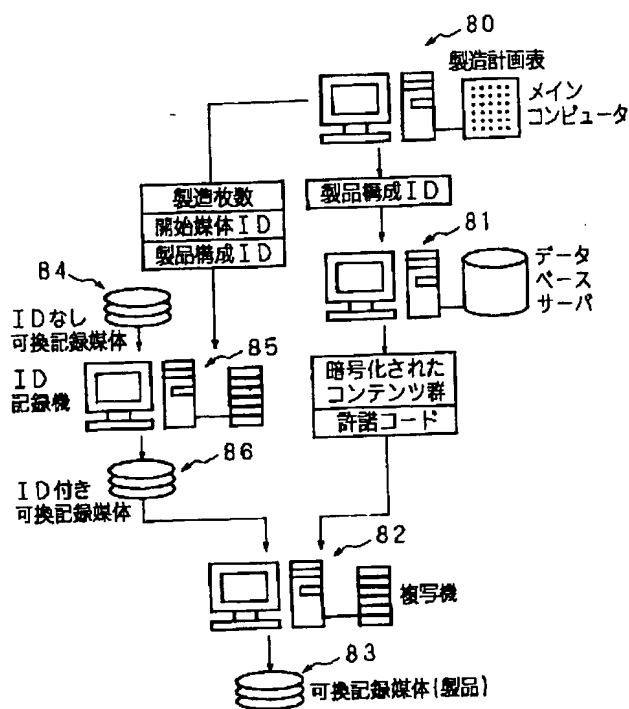 80
製造計画表
メイン
コンピュータ
製造枚数
開始媒体ID
製品構成ID
製品構成ID
81
データ
ベース
サーバ
84
IDなし
可換記録媒体
ID
記録機
85
暗号化された
コンテンツ群
許諾コード
86
ID付き
可換記録媒体
82
複写機
83
可換記録媒体(製品)